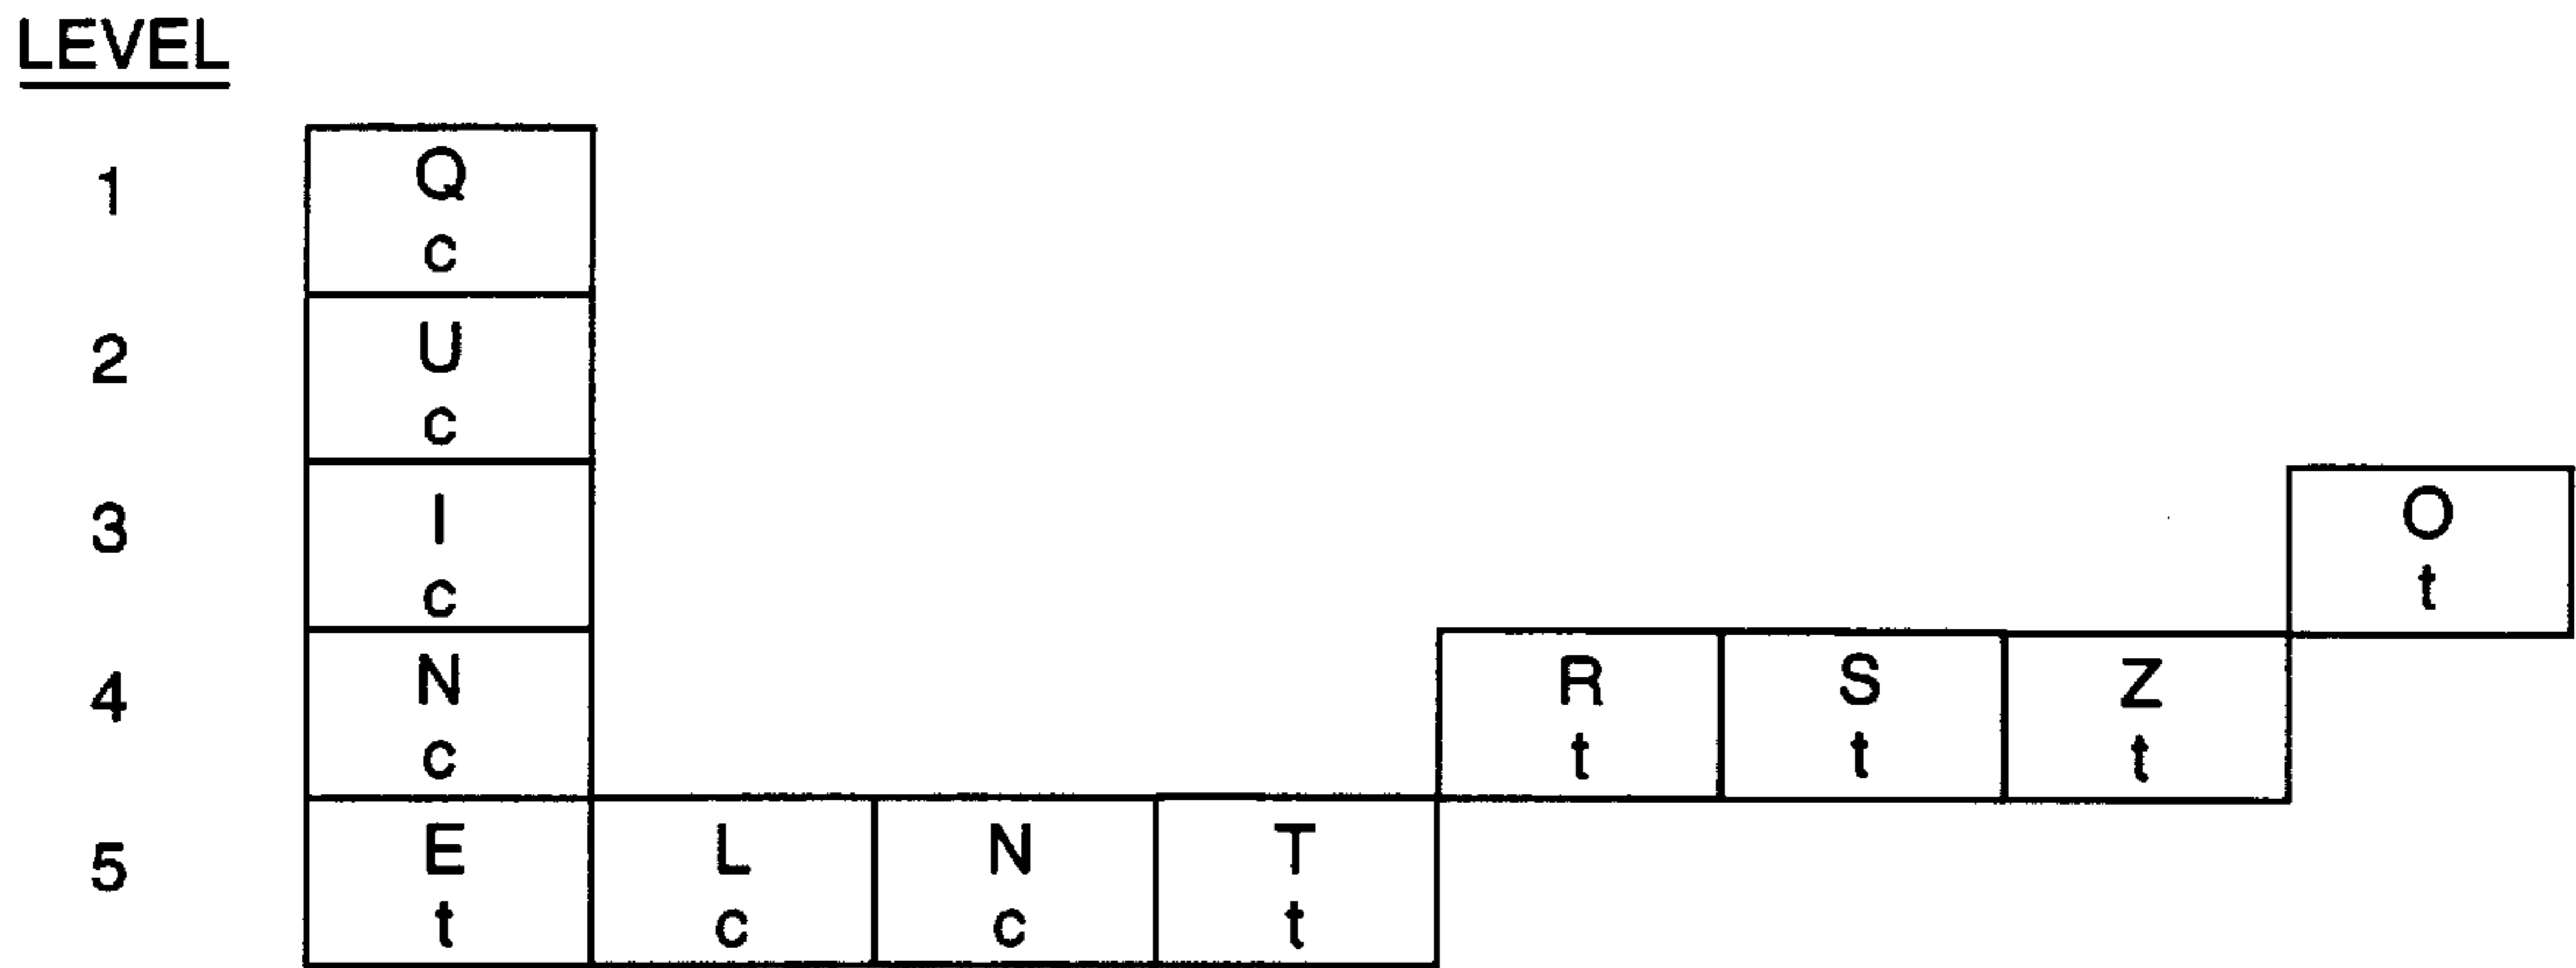 LEVEL
1 Q
c
2 U
c
3 I O
c t
4 N R S Z
c t t t
5 E L N T
t c c t